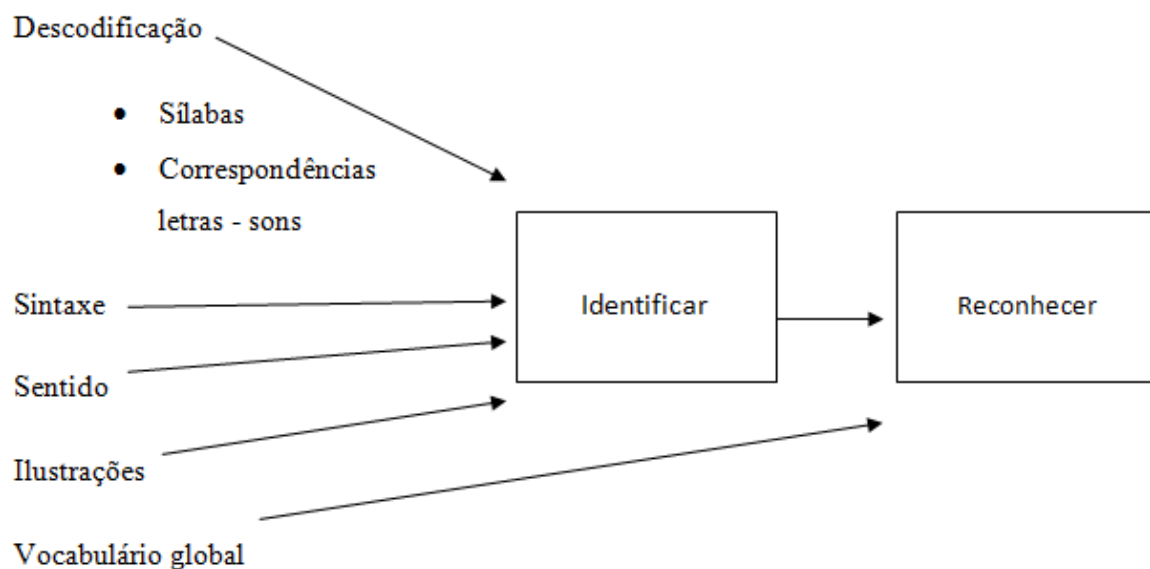 Descodificação
• Sílabas
• Correspondências
letras - sons
Sintaxe
Identificar
Reconhecer
Sentido
Ilustrações
Vocabulário global